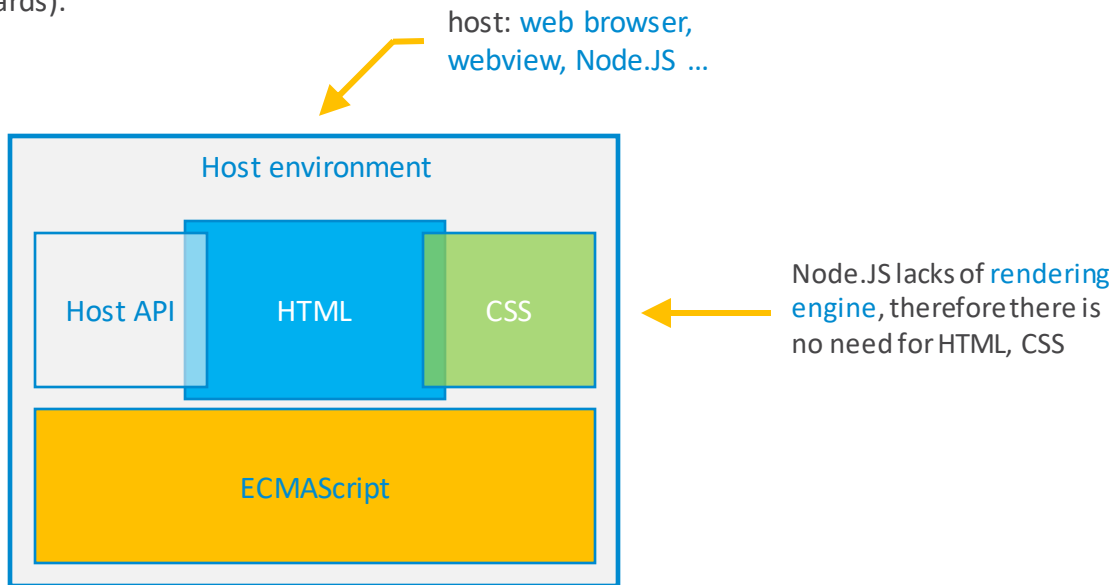 ards).
host: web browser,
webview, Node.JS ...
Host environment
Host API
HTML
CSS
Node.JS lacks of rendering
engine, therefore there is
no need for HTML, CSS
ECMAScript